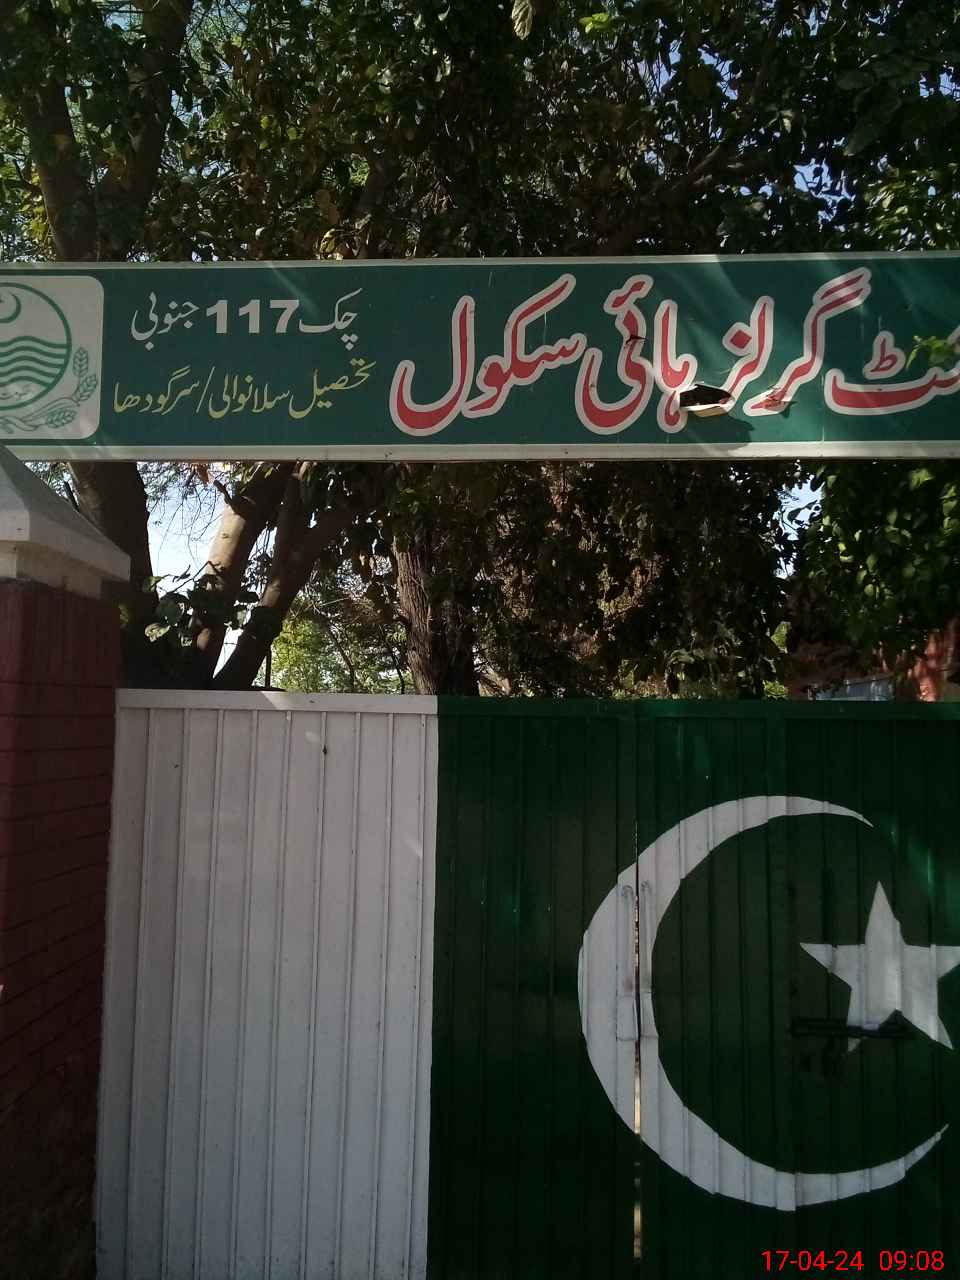 گرلز ہائی سکول
چک 117 جنوبی
تحصیل سلانوالی/سرگودھا
17-04-24 09:08